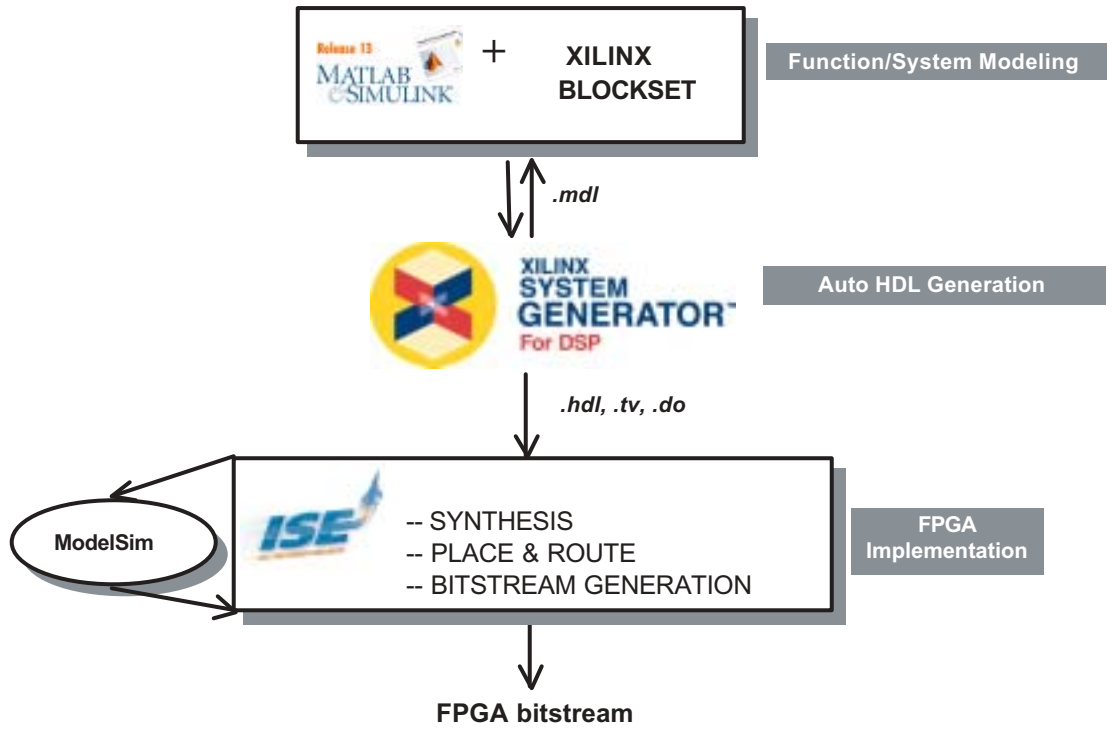 Release 13
MATLAB
&SIMULINK
+
XILINX
BLOCKSET
Function/System Modeling
.mdl
XILINX
SYSTEM
GENERATOR™
For DSP
Auto HDL Generation
.hdl, .tv, .do
ModelSim
ISE
-- SYNTHESIS
-- PLACE & ROUTE
-- BITSTREAM GENERATION
FPGA
Implementation
FPGA bitstream